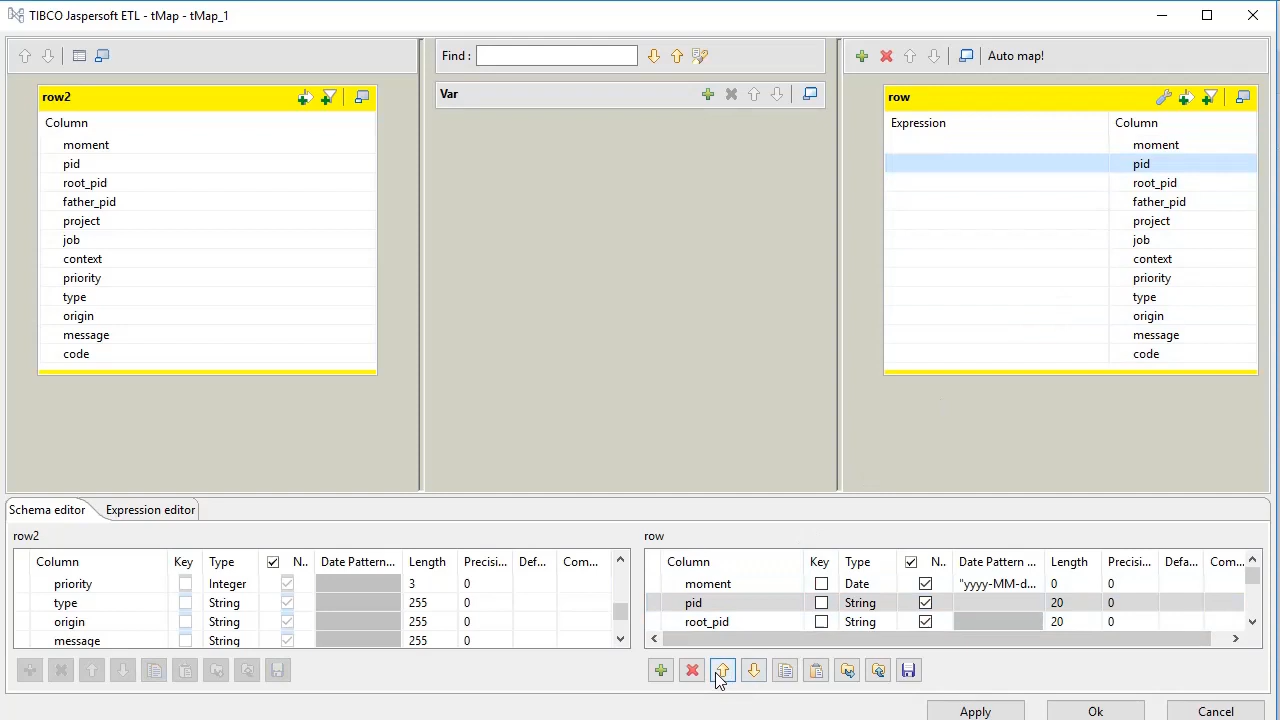 TIBCO Jaspersoft ETL - tMap - tMap_1
Find :
Auto map!
row2
Column
moment
pid
root_pid
father_pid
project
job
context
priority
type
origin
message
code
Var
row
Expression Column
moment
pid
root_pid
father_pid
project
job
context
priority
type
origin
message
code
Schema editor Expression editor
row2
Column Key Type N.. Date Pattern... Length Precisi... Def... Com...
priority Integer 3 0
type String 255 0
origin String 255 0
message String 255 0
row
Column Key Type N.. Date Pattern ... Length Precisi... Defa... Com...
moment Date "yyyy-MM-d... 0 0
pid String 20 0
root_pid String 20 0
Apply Ok Cancel